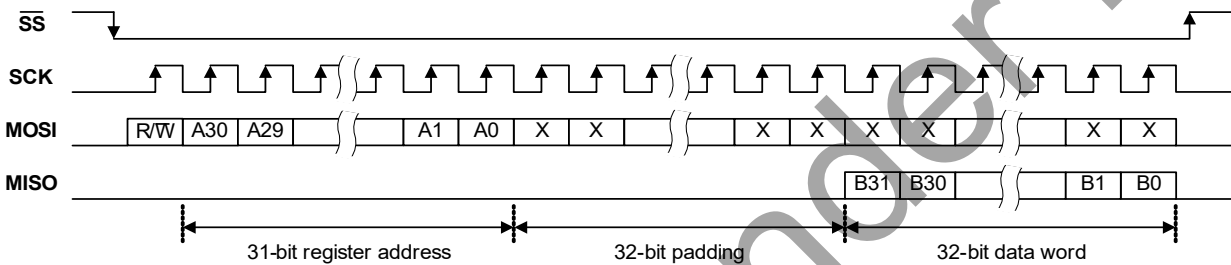 SS
SCK
MOSI R/W A30 A29 A1 A0 X X X X X X X X
MISO B31 B30 B1 B0
31-bit register address 32-bit padding 32-bit data word